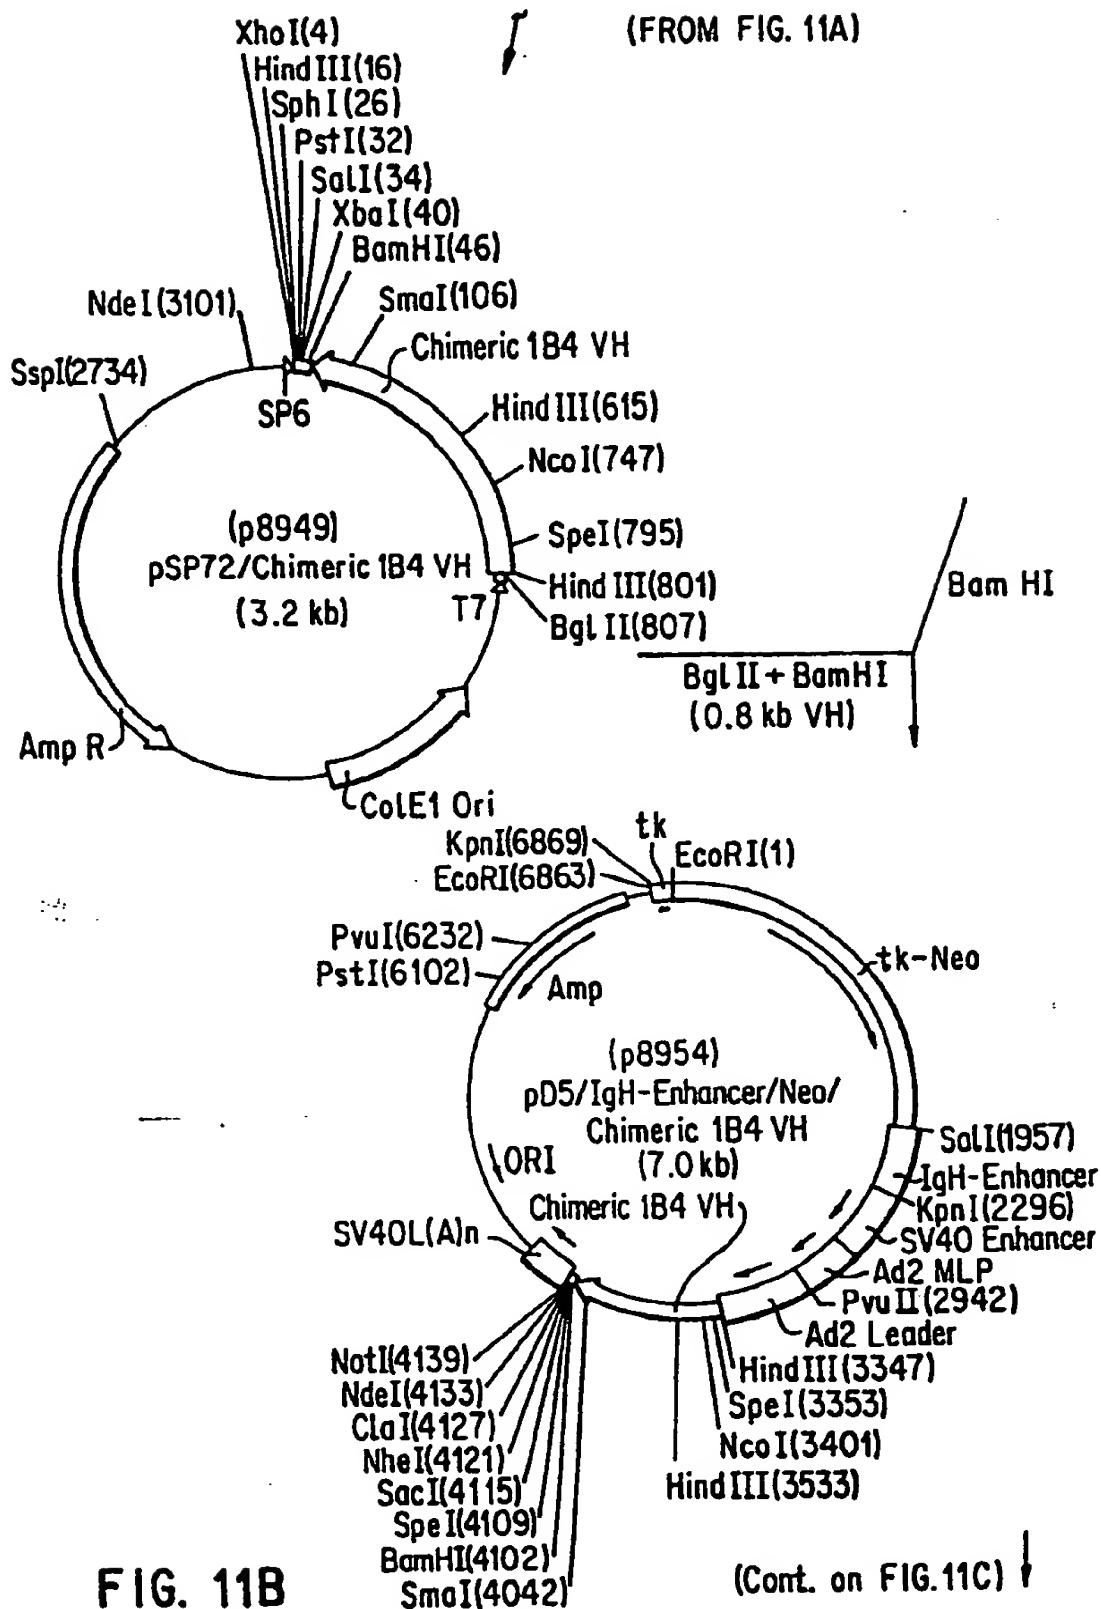 (FROM FIG. 11A)
XhoI(4)
HindIII(16)
SphI(26)
PstI(32)
SalI(34)
XbaI(40)
BamHI(46)
SmaI(106)
NdeI(3101)
Chimeric 1B4 VH
SspI(2734)
SP6
HindIII(615)
NcoI(747)
(p8949)
pSP72/Chimeric 1B4 VH
(3.2 kb)
SpeI(795)
HindIII(801)
T7
BglII(807)
Bam HI
BglII + BamHI
(0.8 kb VH)
Amp R
ColE1 Ori
KpnI(6869)
tk
EcoRI(1)
EcoRI(6863)
PvuI(6232)
PstI(6102)
Amp
tk-Neo
(p8954)
pD5/IgH-Enhancer/Neo/
Chimeric 1B4 VH
(7.0 kb)
SalI(1957)
ORI
IgH-Enhancer
Chimeric 1B4 VH
KpnI(2296)
SV40L(A)n
SV40 Enhancer
Ad2 MLP
PvuII(2942)
Ad2 Leader
HindIII(3347)
SpeI(3353)
NcoI(3401)
HindIII(3533)
NotI(4139)
NdeI(4133)
ClaI(4127)
NheI(4121)
SacI(4115)
SpeI(4109)
BamHI(4102)
SmaI(4042)
FIG. 11B
(Cont. on FIG.11C)